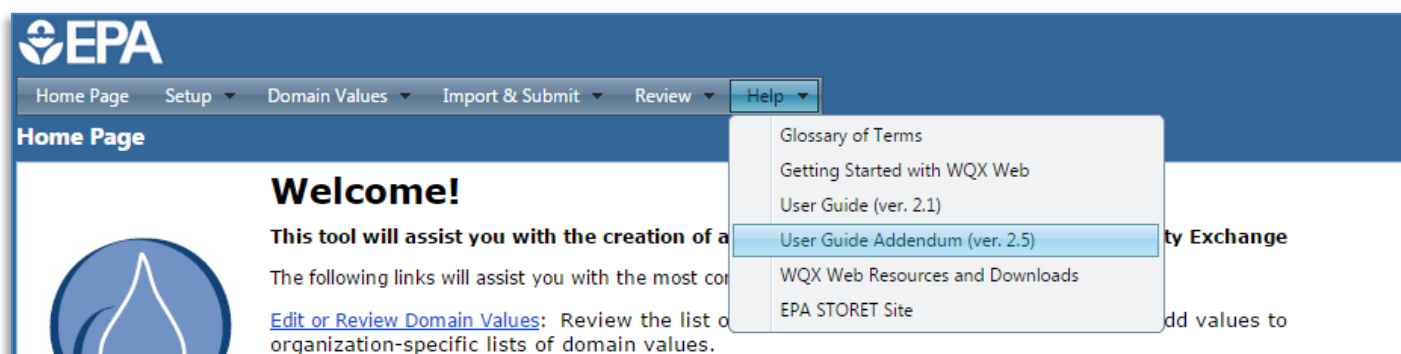 EPA
Home Page Setup Domain Values Import & Submit Review Help
Home Page
Glossary of Terms
Getting Started with WQX Web
User Guide (ver. 2.1)
User Guide Addendum (ver. 2.5)
WQX Web Resources and Downloads
EPA STORET Site
Welcome!
This tool will assist you with the creation of a ty Exchange
The following links will assist you with the most co
Edit or Review Domain Values: Review the list o dd values to
organization-specific lists of domain values.